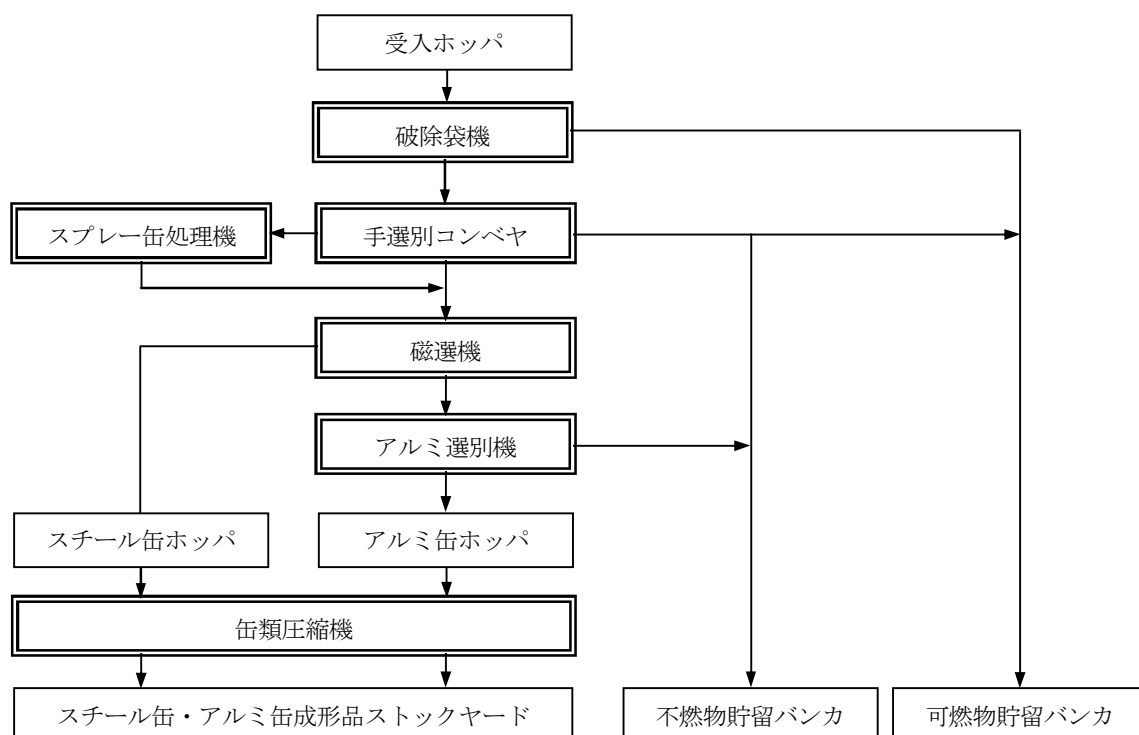 受入ホッパ
破除袋機
スプレー缶処理機
手選別コンベヤ
磁選機
アルミ選別機
スチール缶ホッパ
アルミ缶ホッパ
缶類圧縮機
スチール缶・アルミ缶成形品ストックヤード
不燃物貯留バンカ
可燃物貯留バンカ